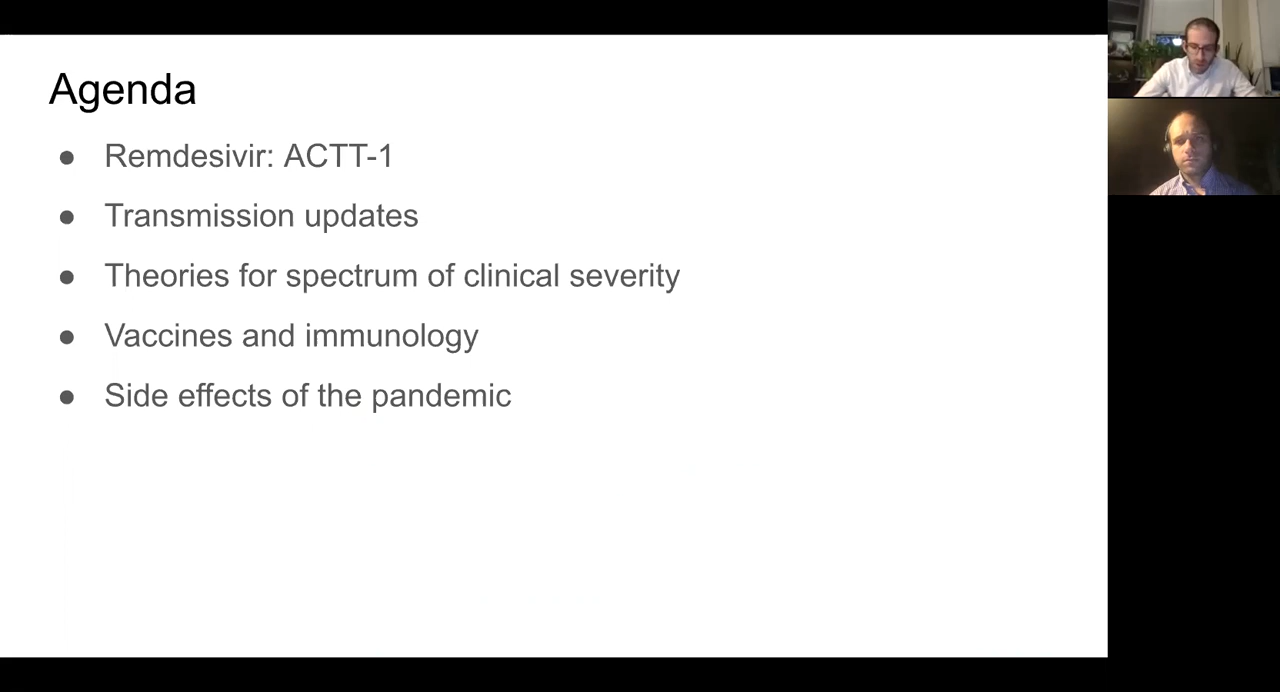 Agenda
● Remdesivir: ACTT-1
● Transmission updates
● Theories for spectrum of clinical severity
● Vaccines and immunology
● Side effects of the pandemic